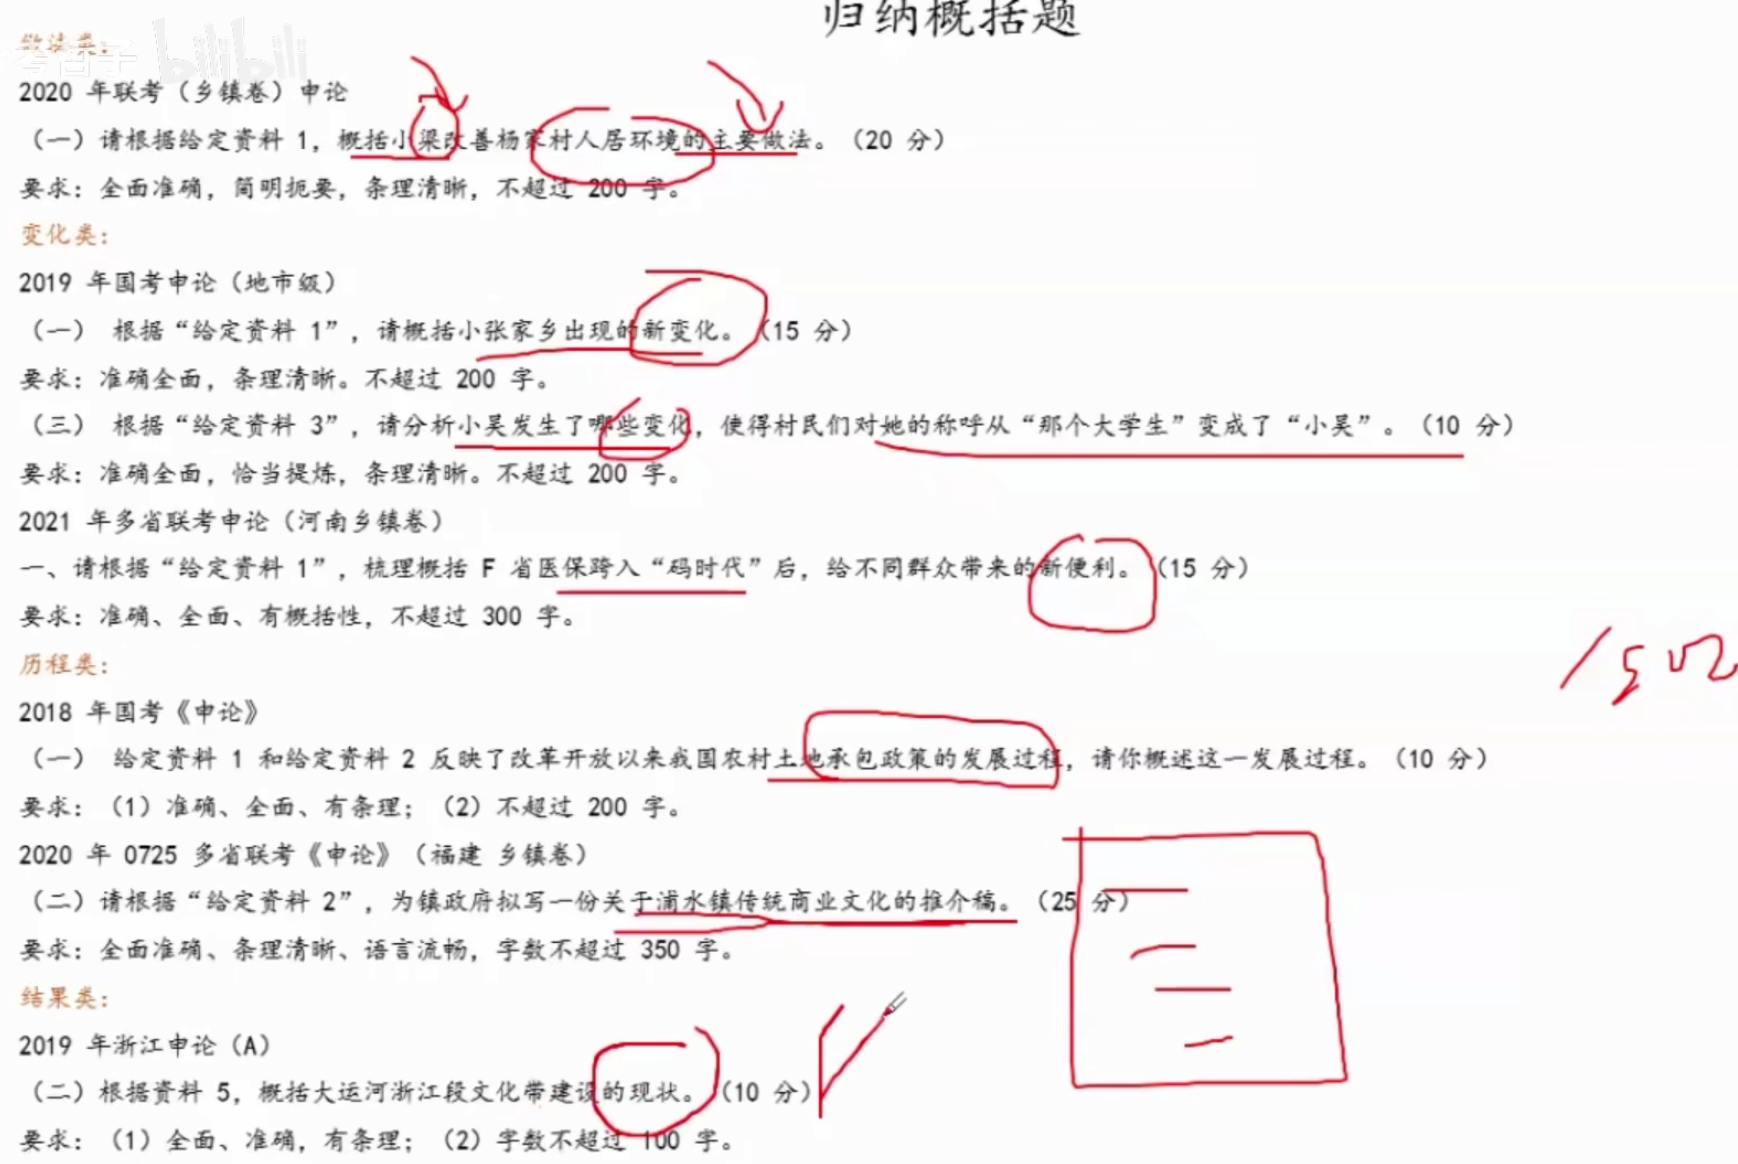 归纳概括题
做法类：
bilibili
2020 年联考（乡镇卷）申论
（一）请根据给定资料 1，概括小梁改善杨家村人居环境的主要做法。（20 分）
要求：全面准确，简明扼要，条理清晰，不超过 200 字。
变化类：
2019 年国考申论（地市级）
（一） 根据“给定资料 1”，请概括小张家乡出现的新变化。（15 分）
要求：准确全面，条理清晰。不超过 200 字。
（三） 根据“给定资料 3”，请分析小吴发生了哪些变化，使得村民们对她的称呼从“那个大学生”变成了“小吴”。（10 分）
要求：准确全面，恰当提炼，条理清晰。不超过 200 字。
2021 年多省联考申论（河南乡镇卷）
一、请根据“给定资料 1”，梳理概括 F 省医保跨入“码时代”后，给不同群众带来的新便利。（15 分）
要求：准确、全面、有概括性，不超过 300 字。
历程类：
2018 年国考《申论》
（一） 给定资料 1 和给定资料 2 反映了改革开放以来我国农村土地承包政策的发展过程，请你概述这一发展过程。（10 分）
要求：（1）准确、全面、有条理；（2）不超过 200 字。
2020 年 0725 多省联考《申论》（福建 乡镇卷）
（二）请根据“给定资料 2”，为镇政府拟写一份关于浦水镇传统商业文化的推介稿。（25 分）
要求：全面准确、条理清晰、语言流畅，字数不超过 350 字。
结果类：
2019 年浙江申论（A）
（二）根据资料 5，概括大运河浙江段文化带建设的现状。（10 分）
要求：（1）全面、准确，有条理；（2）字数不超过 100 字。